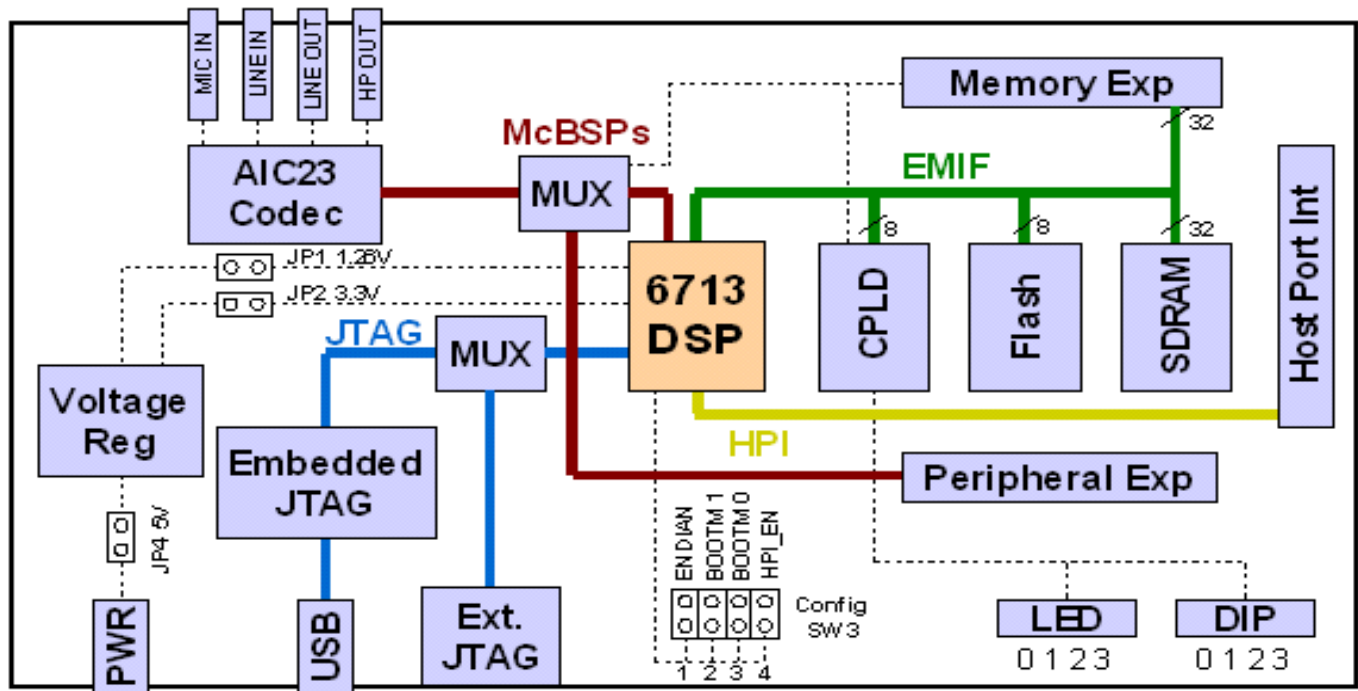 MIC IN
LINE IN
LINE OUT
HP OUT
AIC23
Codec
McBSPs
MUX
Memory Exp
32
EMIF
8
8
32
JP1 1.26V
JP2 3.3V
6713
DSP
CPLD
Flash
SDRAM
Host Port Int
JTAG
MUX
Voltage
Reg
HPI
Embedded
JTAG
Peripheral Exp
JP4 5V
ENDIAN
BOOTM 1
BOOTM 0
HPI_EN
Config
SW3
1 2 3 4
PWR
USB
Ext.
JTAG
LED
0 1 2 3
DIP
0 1 2 3